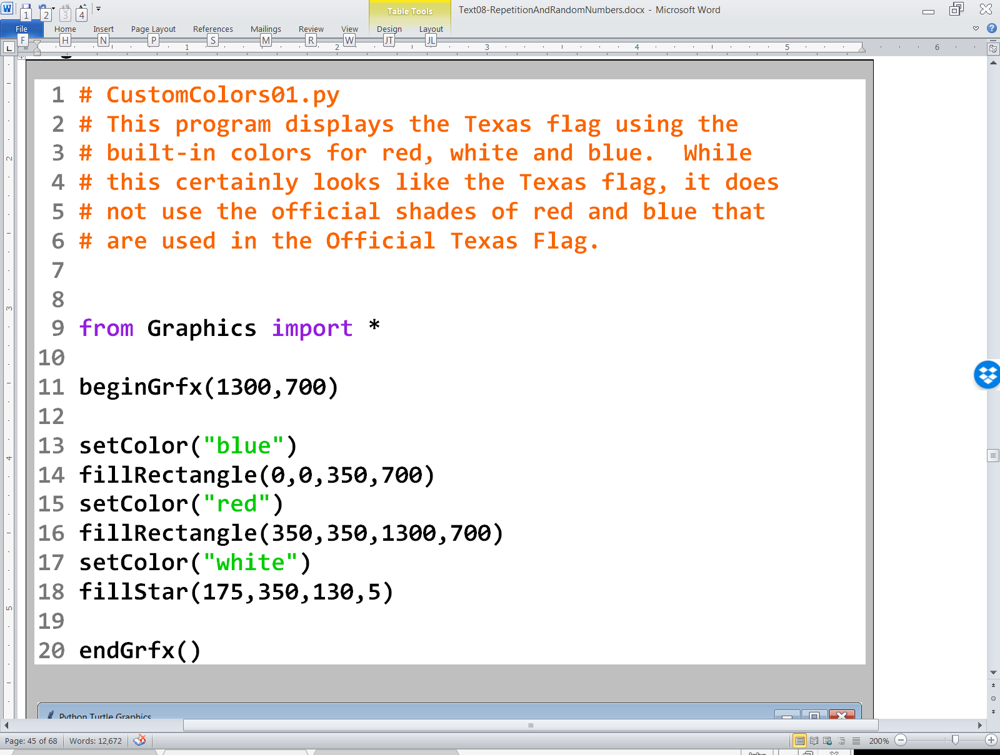 1 2 3 4
Table Tools
Text08-RepetitionAndRandomNumbers.docx - Microsoft Word
File Home Insert Page Layout References Mailings Review View Design Layout
F H N P S M R W JT JL
1 2 3 4 5 6
1 # CustomColors01.py
2 # This program displays the Texas flag using the
3 # built-in colors for red, white and blue.  While
4 # this certainly looks like the Texas flag, it does
5 # not use the official shades of red and blue that
6 # are used in the Official Texas Flag.
7
8
9 from Graphics import *
10
11 beginGrfx(1300,700)
12
13 setColor("blue")
14 fillRectangle(0,0,350,700)
15 setColor("red")
16 fillRectangle(350,350,1300,700)
17 setColor("white")
18 fillStar(175,350,130,5)
19
20 endGrfx()
2
3
4
5
Python Turtle Graphics
Page: 45 of 68 Words: 12,672 200%